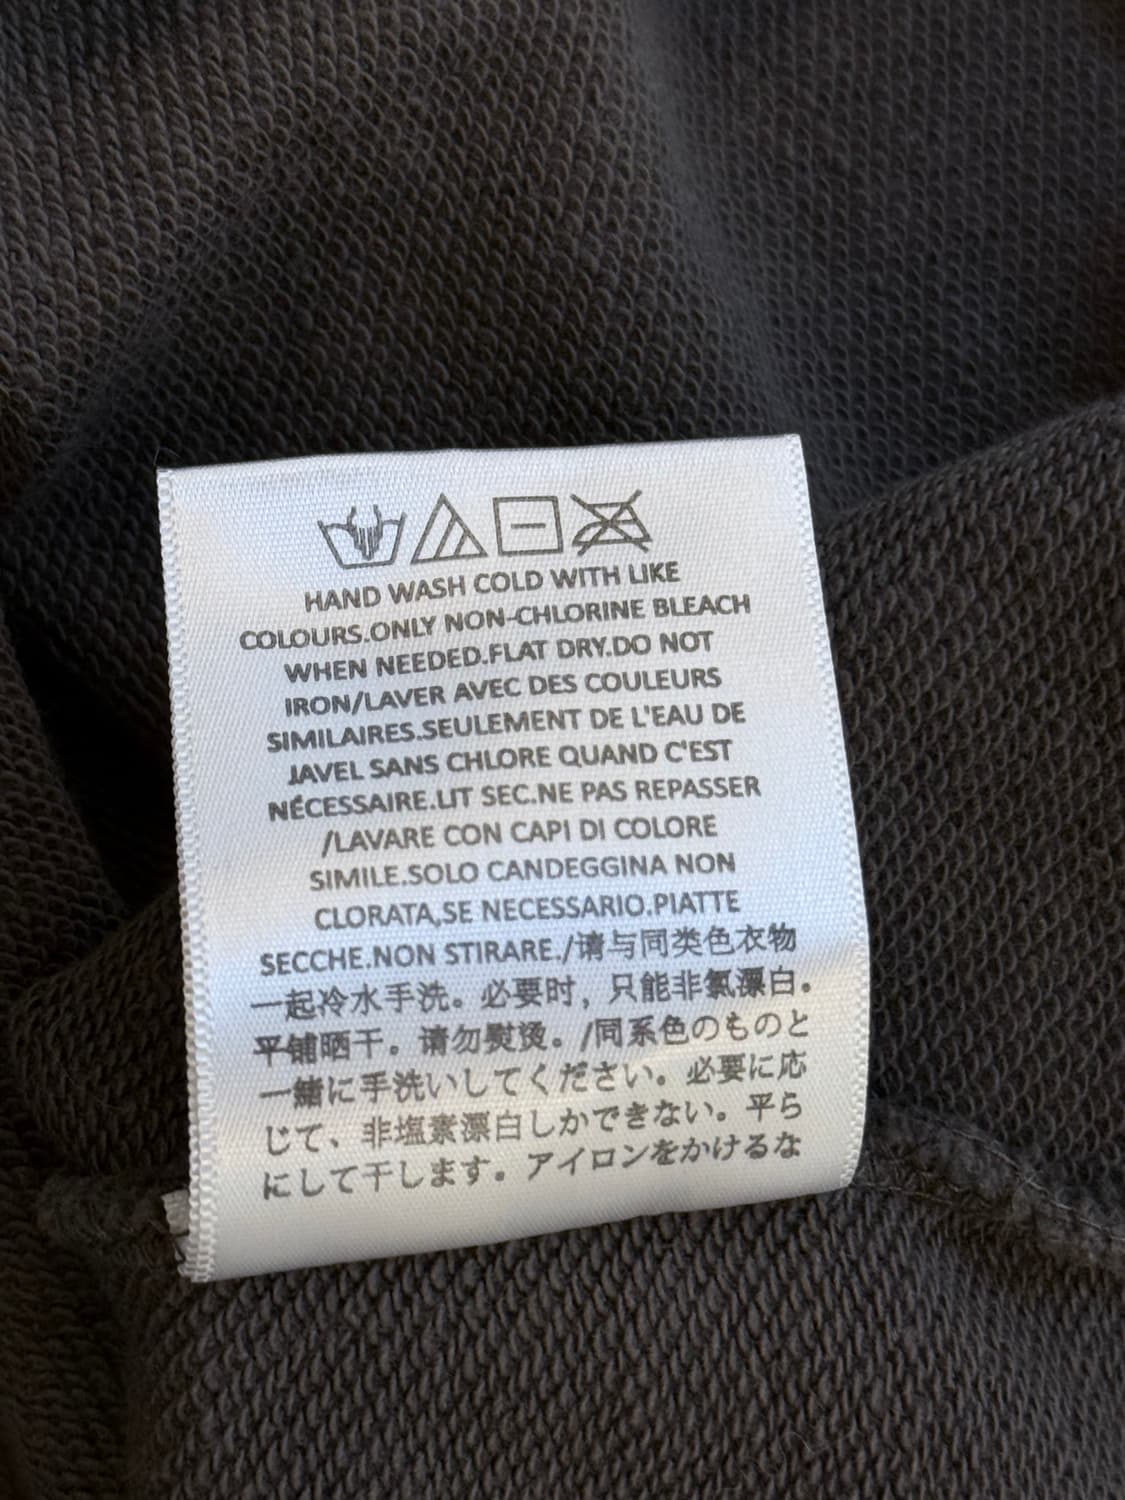 HAND WASH COLD WITH LIKE
COLOURS.ONLY NON-CHLORINE BLEACH
WHEN NEEDED.FLAT DRY.DO NOT
IRON/LAVER AVEC DES COULEURS
SIMILAIRES.SEULEMENT DE L'EAU DE
JAVEL SANS CHLORE QUAND C'EST
NÉCESSAIRE.LIT SEC.NE PAS REPASSER
/LAVARE CON CAPI DI COLORE
SIMILE.SOLO CANDEGGINA NON
CLORATA,SE NECESSARIO.PIATTE
SECCHE.NON STIRARE./请与同类色衣物
一起冷水手洗。必要时，只能非氯漂白。
平铺晒干。请勿熨烫。/同系色のものと
一緒に手洗いしてください。必要に応
じて、非塩素漂白しかできない。平ら
にして干します。アイロンをかけるな